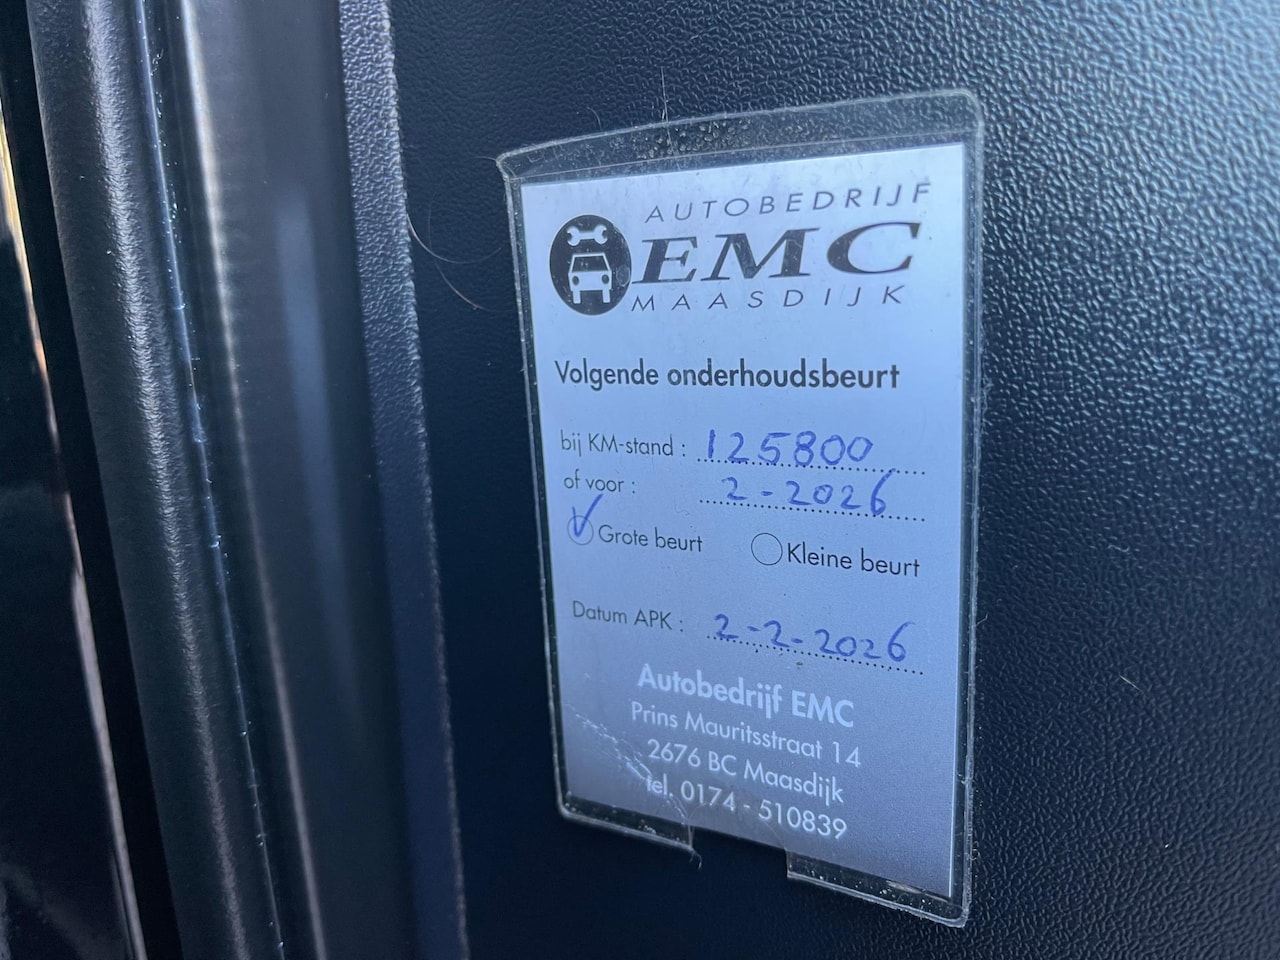 AUTOBEDRIJF
EMC
MAASDIJK
Volgende onderhoudsbeurt
bij KM-stand : 125800
of voor : 2-2026
Grote beurt Kleine beurt
Datum APK : 2-2-2026
Autobedrijf EMC
Prins Mauritsstraat 14
2676 BC Maasdijk
tel. 0174 - 510839